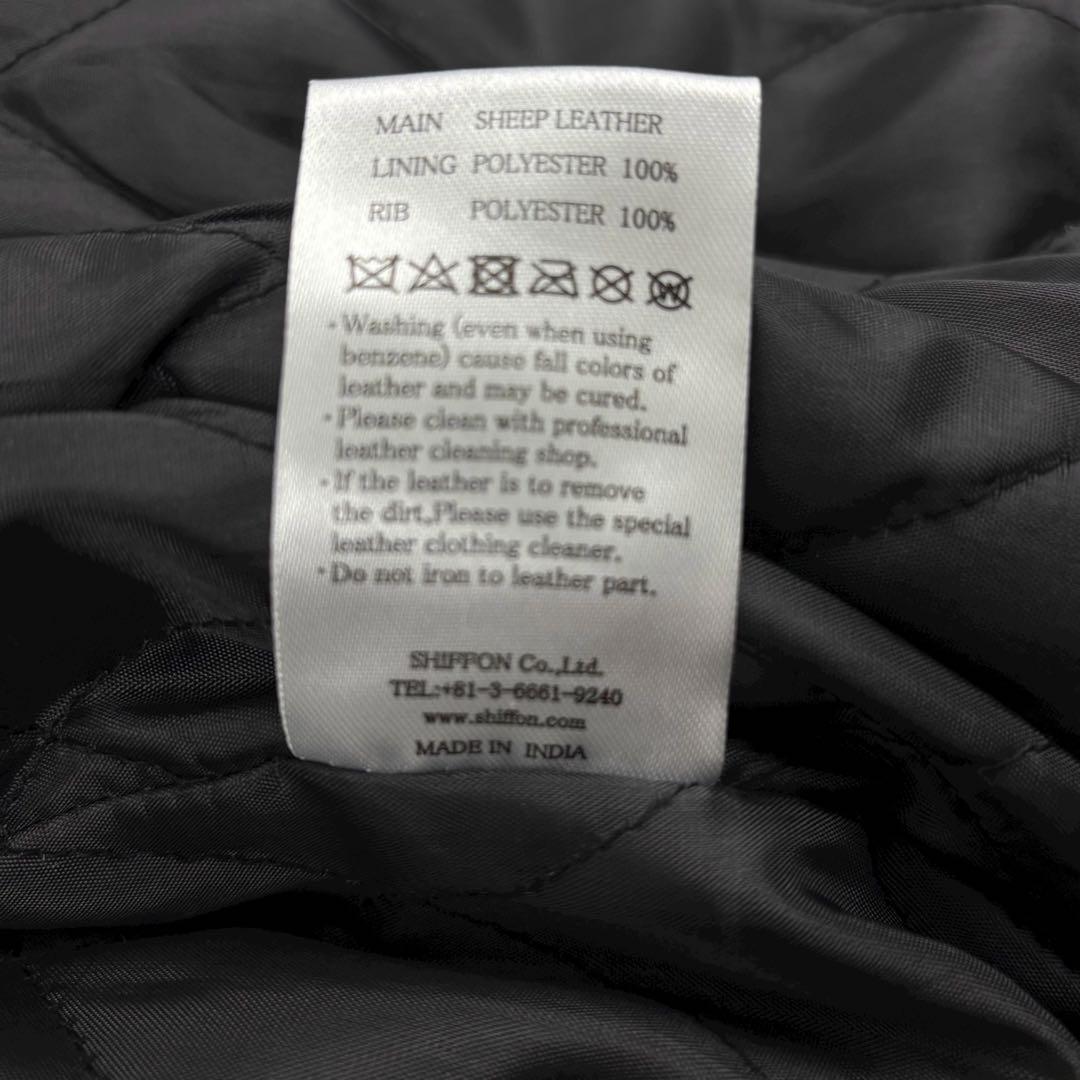 MAIN SHEEP LEATHER
LINING POLYESTER 100%
RIB POLYESTER 100%
W
・Washing (even when using
benzene) cause fall colors of
leather and may be cured.
・Please clean with professional
leather cleaning shop.
・If the leather is to remove
the dirt,Please use the special
leather clothing cleaner.
・Do not iron to leather part.
SHIFFON Co.,Ltd.
TEL:+81-3-6661-9240
www.shiffon.com
MADE IN INDIA